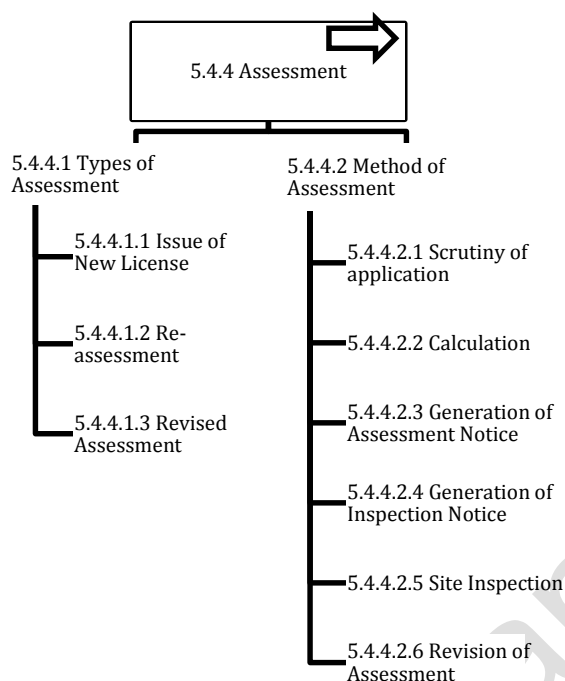 5.4.4 Assessment
5.4.4.1 Types of
Assessment
5.4.4.1.1 Issue of
New License
5.4.4.1.2 Re-
assessment
5.4.4.1.3 Revised
Assessment
5.4.4.2 Method of
Assessment
5.4.4.2.1 Scrutiny of
application
5.4.4.2.2 Calculation
5.4.4.2.3 Generation of
Assessment Notice
5.4.4.2.4 Generation of
Inspection Notice
5.4.4.2.5 Site Inspection
5.4.4.2.6 Revision of
Assessment